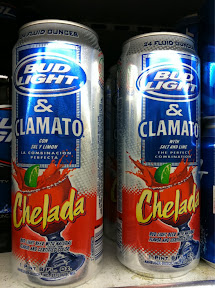 24 FLUID OUNCES
BUD
LIGHT
&
CLAMATO
CON
SAL Y LIMON
LA COMBINACION
PERFECTA
Chelada
24 FLUID OUNCES
BUD
LIGHT
&
CLAMATO
WITH
SALT AND LIME
THE PERFECT
COMBINATION
Chelada